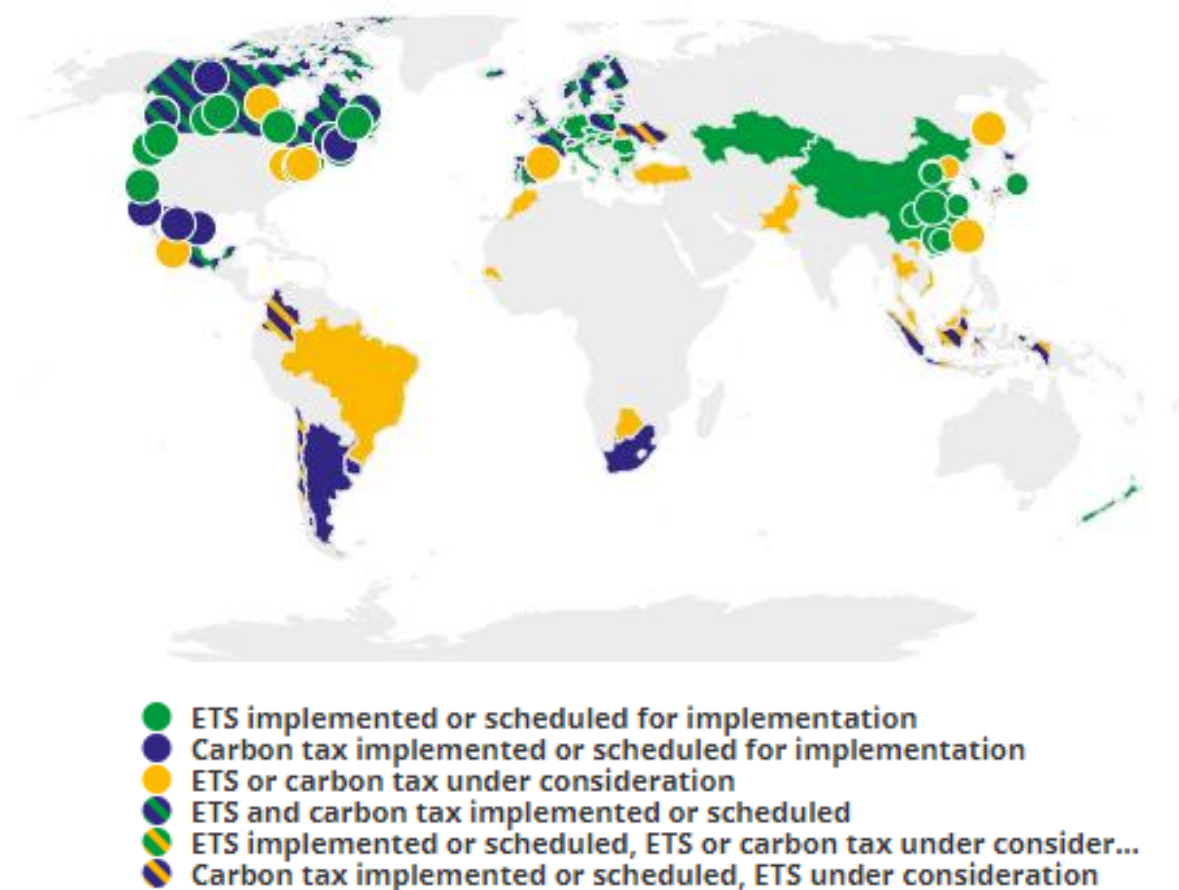 ETS implemented or scheduled for implementation
Carbon tax implemented or scheduled for implementation
ETS or carbon tax under consideration
ETS and carbon tax implemented or scheduled
ETS implemented or scheduled, ETS or carbon tax under consider...
Carbon tax implemented or scheduled, ETS under consideration